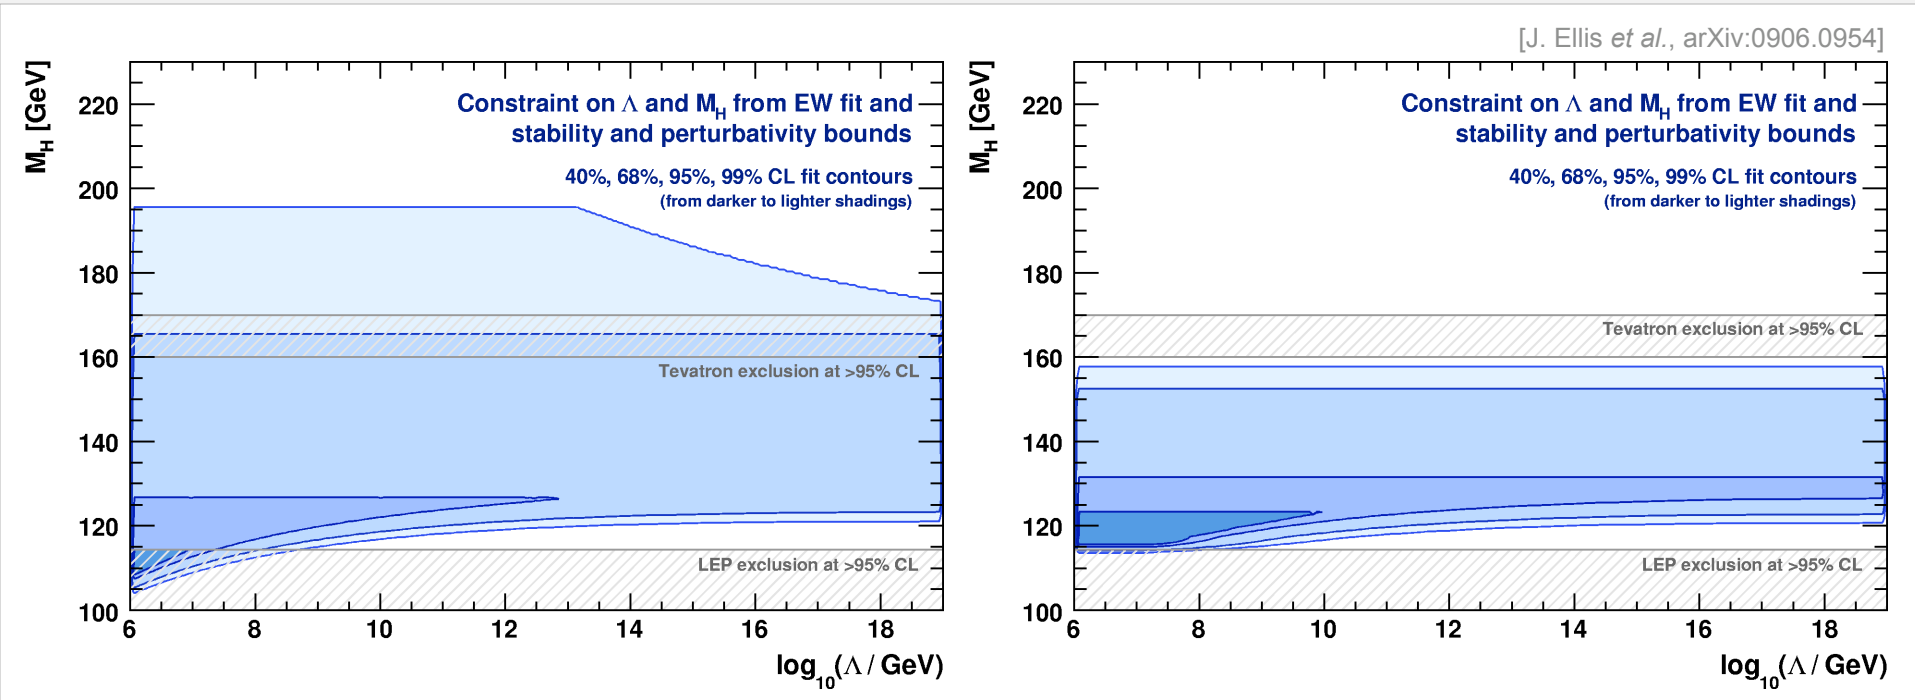 [J. Ellis et al., arXiv:0906.0954]
M_H [GeV]
220
200
180
160
140
120
100
Constraint on Λ and M_H from EW fit and
stability and perturbativity bounds
40%, 68%, 95%, 99% CL fit contours
(from darker to lighter shadings)
Tevatron exclusion at >95% CL
LEP exclusion at >95% CL
6 8 10 12 14 16 18
log_10(Λ / GeV)
M_H [GeV]
220
200
180
160
140
120
100
Constraint on Λ and M_H from EW fit and
stability and perturbativity bounds
40%, 68%, 95%, 99% CL fit contours
(from darker to lighter shadings)
Tevatron exclusion at >95% CL
LEP exclusion at >95% CL
6 8 10 12 14 16 18
log_10(Λ / GeV)